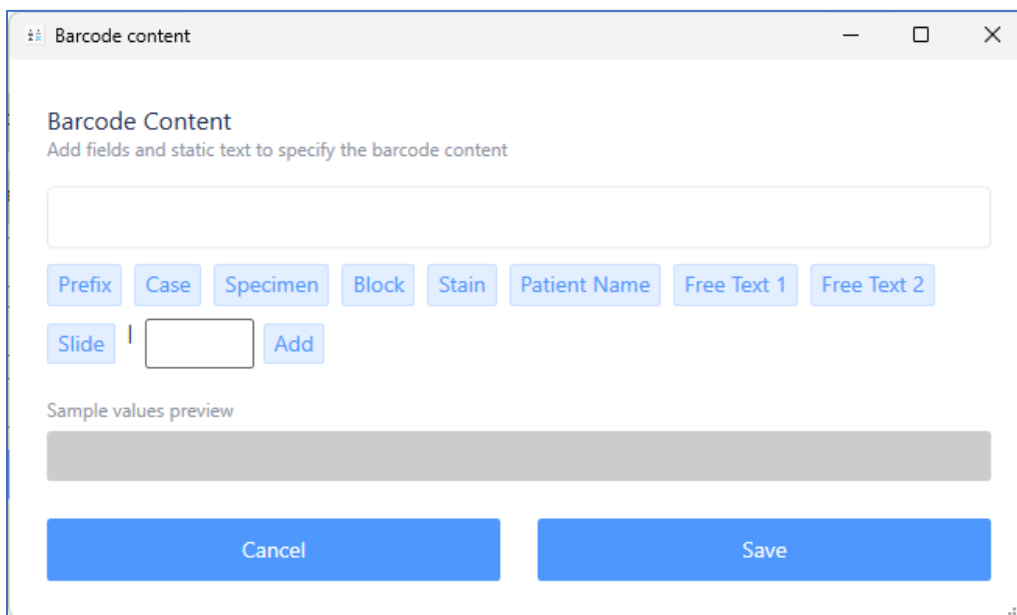 Barcode content
Barcode Content
Add fields and static text to specify the barcode content
Prefix Case Specimen Block Stain Patient Name Free Text 1 Free Text 2
Slide | Add
Sample values preview
Cancel Save